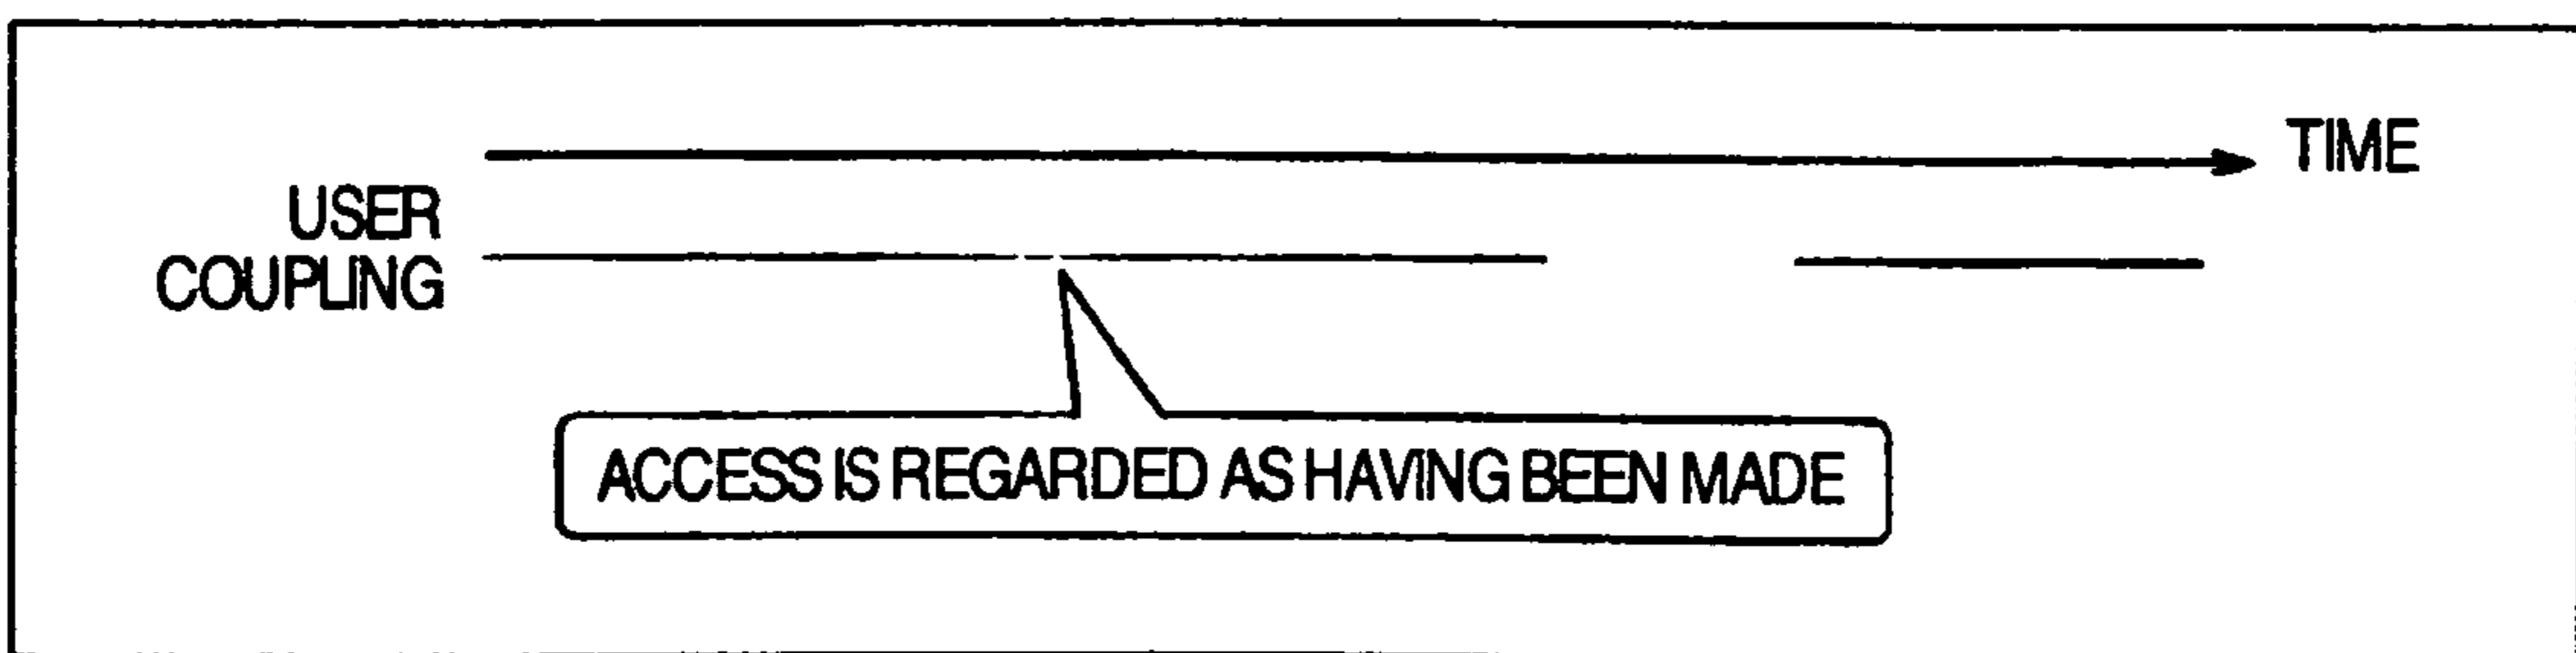 TIME
USER
COUPLING
ACCESS IS REGARDED AS HAVING BEEN MADE